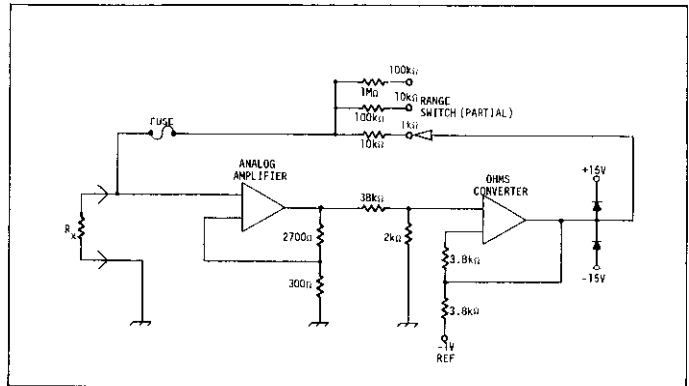 100kΩ
1MΩ
10kΩ
RANGE
SWITCH (PARTIAL)
100kΩ
1kΩ
10kΩ
FUSE
ANALOG
AMPLIFIER
OHMS
CONVERTER
+15V
38kΩ
Rx
2700Ω
2kΩ
3.8kΩ
-15V
300Ω
3.8kΩ
-1V
REF